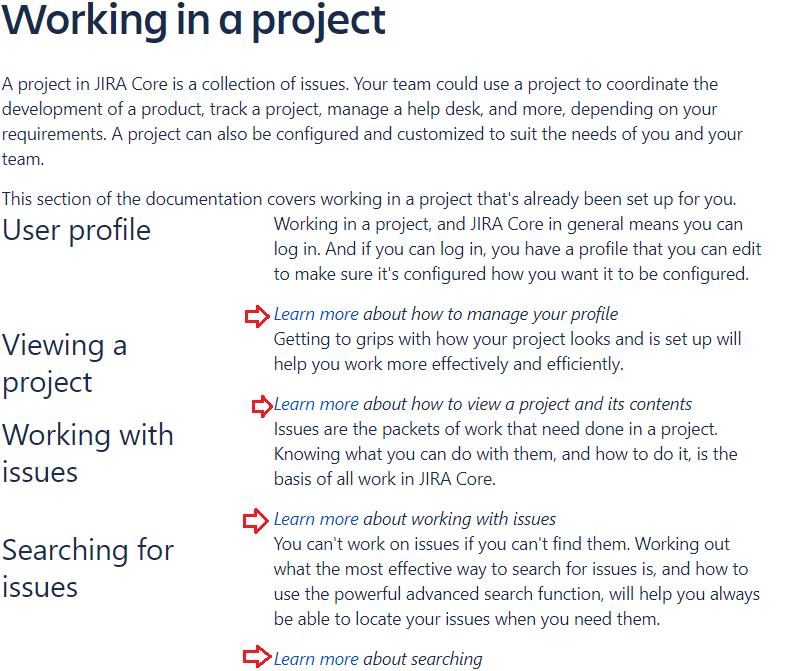 Working in a project
A project in JIRA Core is a collection of issues. Your team could use a project to coordinate the
development of a product, track a project, manage a help desk, and more, depending on your
requirements. A project can also be configured and customized to suit the needs of you and your
team.
This section of the documentation covers working in a project that's already been set up for you.
User profile
Working in a project, and JIRA Core in general means you can
log in. And if you can log in, you have a profile that you can edit
to make sure it's configured how you want it to be configured.
Learn more about how to manage your profile
Viewing a
project
Getting to grips with how your project looks and is set up will
help you work more effectively and efficiently.
Learn more about how to view a project and its contents
Working with
issues
Issues are the packets of work that need done in a project.
Knowing what you can do with them, and how to do it, is the
basis of all work in JIRA Core.
Learn more about working with issues
Searching for
issues
You can't work on issues if you can't find them. Working out
what the most effective way to search for issues is, and how to
use the powerful advanced search function, will help you always
be able to locate your issues when you need them.
Learn more about searching